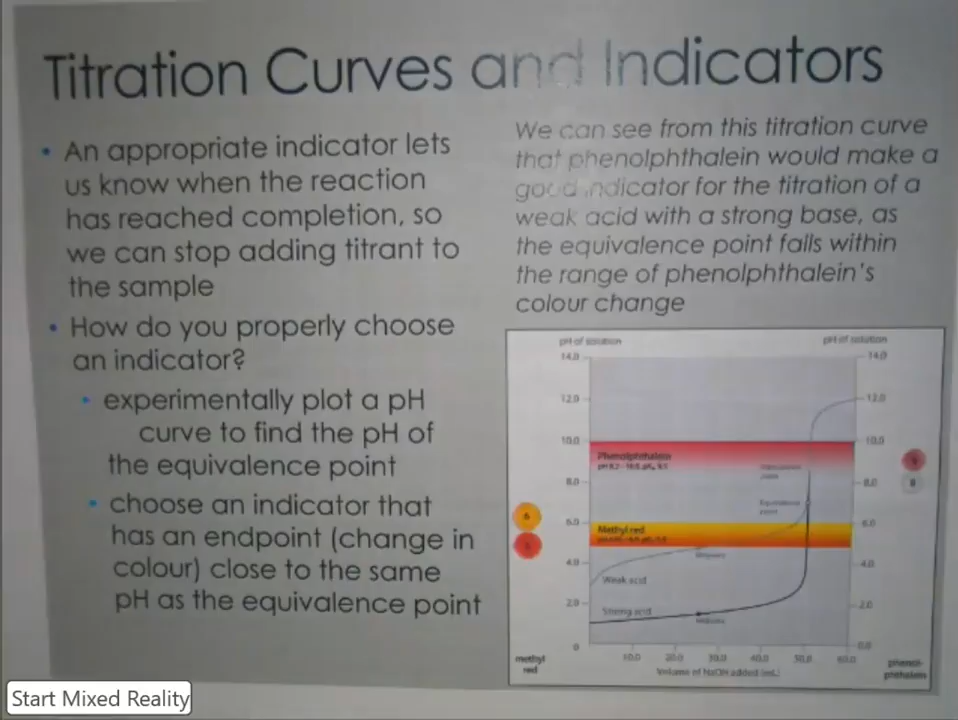 Titration Curves and Indicators
• An appropriate indicator lets
us know when the reaction
has reached completion, so
we can stop adding titrant to
the sample
• How do you properly choose
an indicator?
• experimentally plot a pH
curve to find the pH of
the equivalence point
• choose an indicator that
has an endpoint (change in
colour) close to the same
pH as the equivalence point
We can see from this titration curve
that phenolphthalein would make a
good indicator for the titration of a
weak acid with a strong base, as
the equivalence point falls within
the range of phenolphthalein's
colour change
pH of solution
pH of solution
14.0
14.0
12.0
12.0
10.0
10.0
Phenolphthalein
8.0
8.0
Equivalence
point
6
6.0
6.0
Methyl red
4.0
4.0
Weak acid
2.0
2.0
Strong acid
0
0.0
10.0 20.0 30.0 40.0 50.0 60.0
Volume of NaOH added (mL)
methyl
red
phenol-
phthalein
Start Mixed Reality